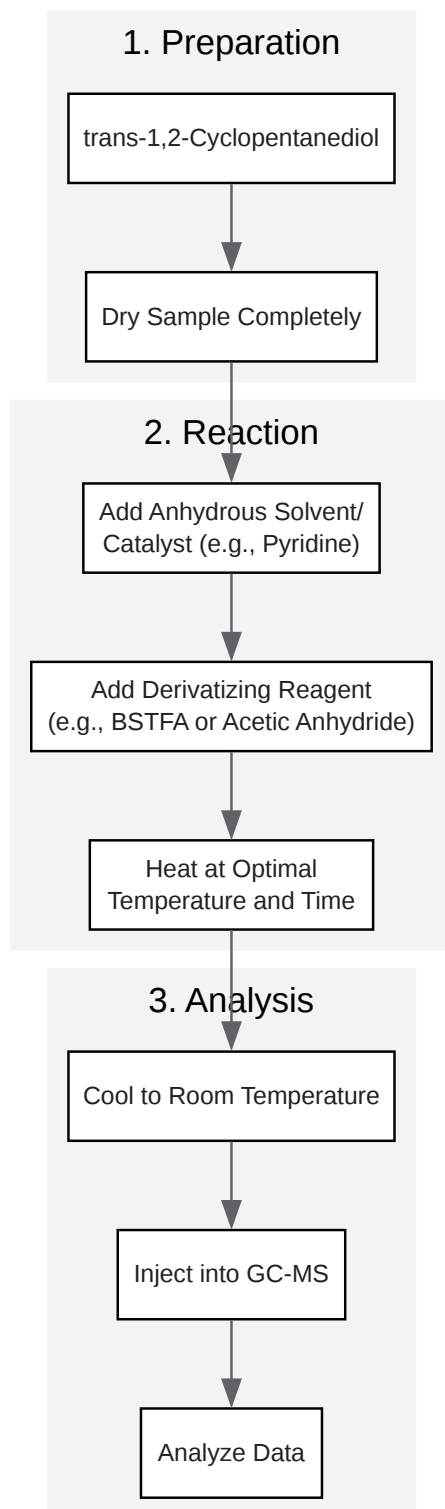 1. Preparation
trans-1,2-Cyclopentanediol
Dry Sample Completely
2. Reaction
Add Anhydrous Solvent/
Catalyst (e.g., Pyridine)
Add Derivatizing Reagent
(e.g., BSTFA or Acetic Anhydride)
Heat at Optimal
Temperature and Time
3. Analysis
Cool to Room Temperature
Inject into GC-MS
Analyze Data